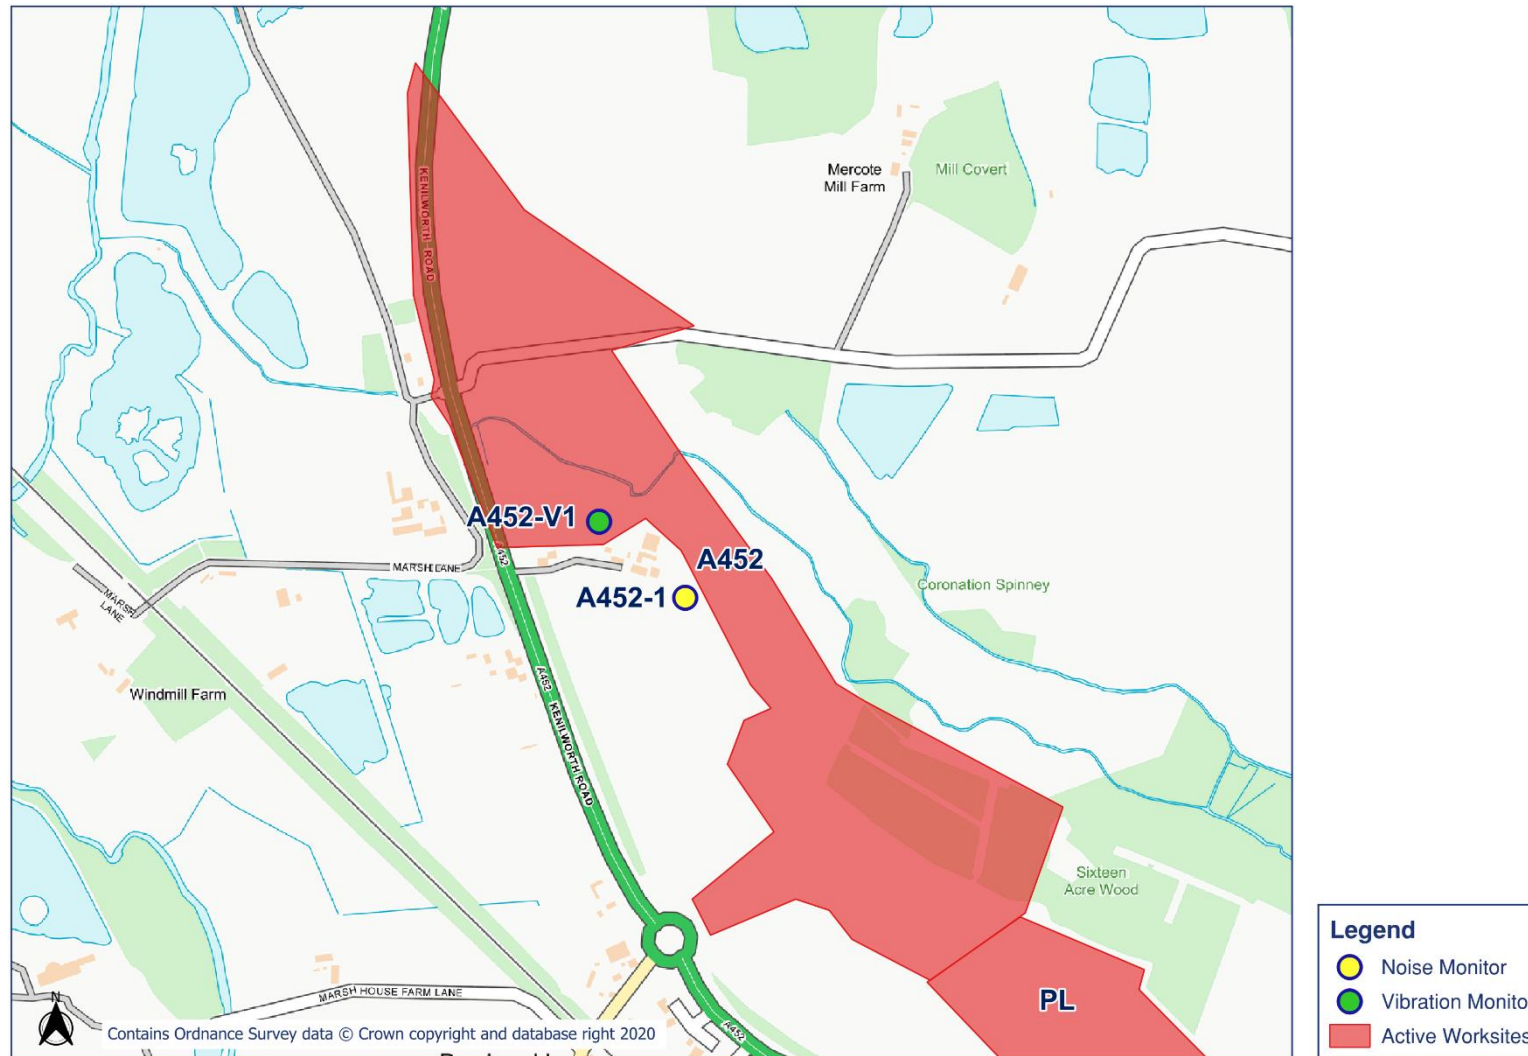 KENILWORTH ROAD
Mercote
Mill Farm
Mill Covert
A452-V1
A452
MARSH LANE
A452
A452-1
MARSH
LANE
Coronation Spinney
Windmill Farm
A452
KENILWORTH ROAD
Sixteen
Acre Wood
MARSH HOUSE FARM LANE
PL
A452
N
Contains Ordnance Survey data © Crown copyright and database right 2020
Legend
Noise Monitor
Vibration Monito
Active Worksites